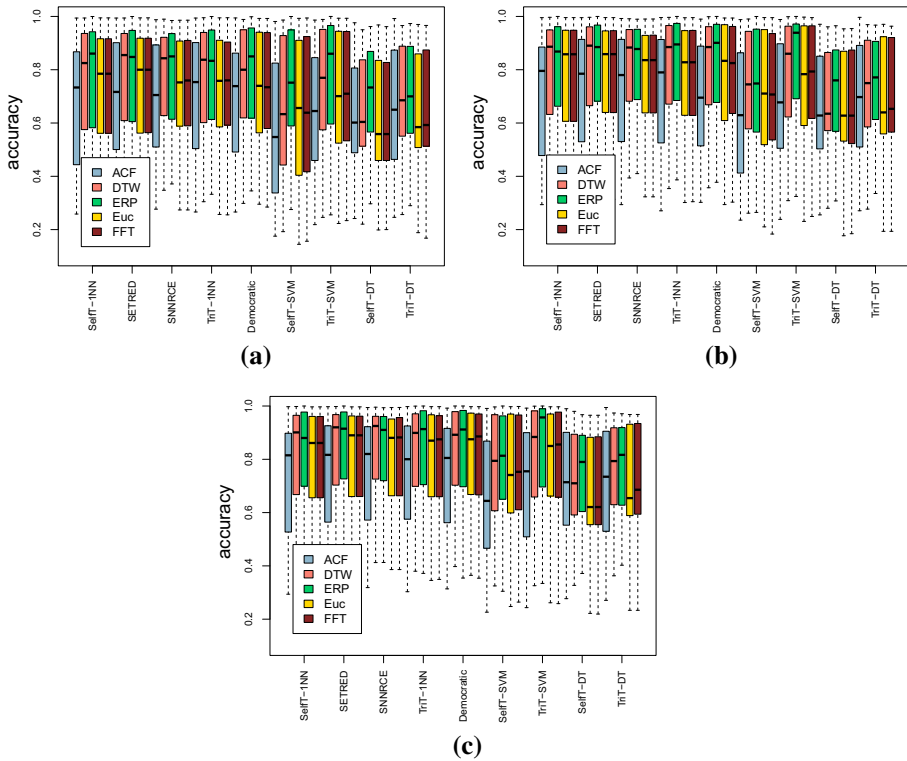 1.0
0.8
0.6
0.4
0.2
accuracy
ACF
DTW
ERP
Euc
FFT
SelfT-1NN
SETRED
SNNRCE
TriT-1NN
Democratic
SelfT-SVM
TriT-SVM
SelfT-DT
TriT-DT
(a)
1.0
0.8
0.6
0.4
0.2
accuracy
ACF
DTW
ERP
Euc
FFT
SelfT-1NN
SETRED
SNNRCE
TriT-1NN
Democratic
SelfT-SVM
TriT-SVM
SelfT-DT
TriT-DT
(b)
1.0
0.8
0.6
0.4
0.2
accuracy
ACF
DTW
ERP
Euc
FFT
SelfT-1NN
SETRED
SNNRCE
TriT-1NN
Democratic
SelfT-SVM
TriT-SVM
SelfT-DT
TriT-DT
(c)